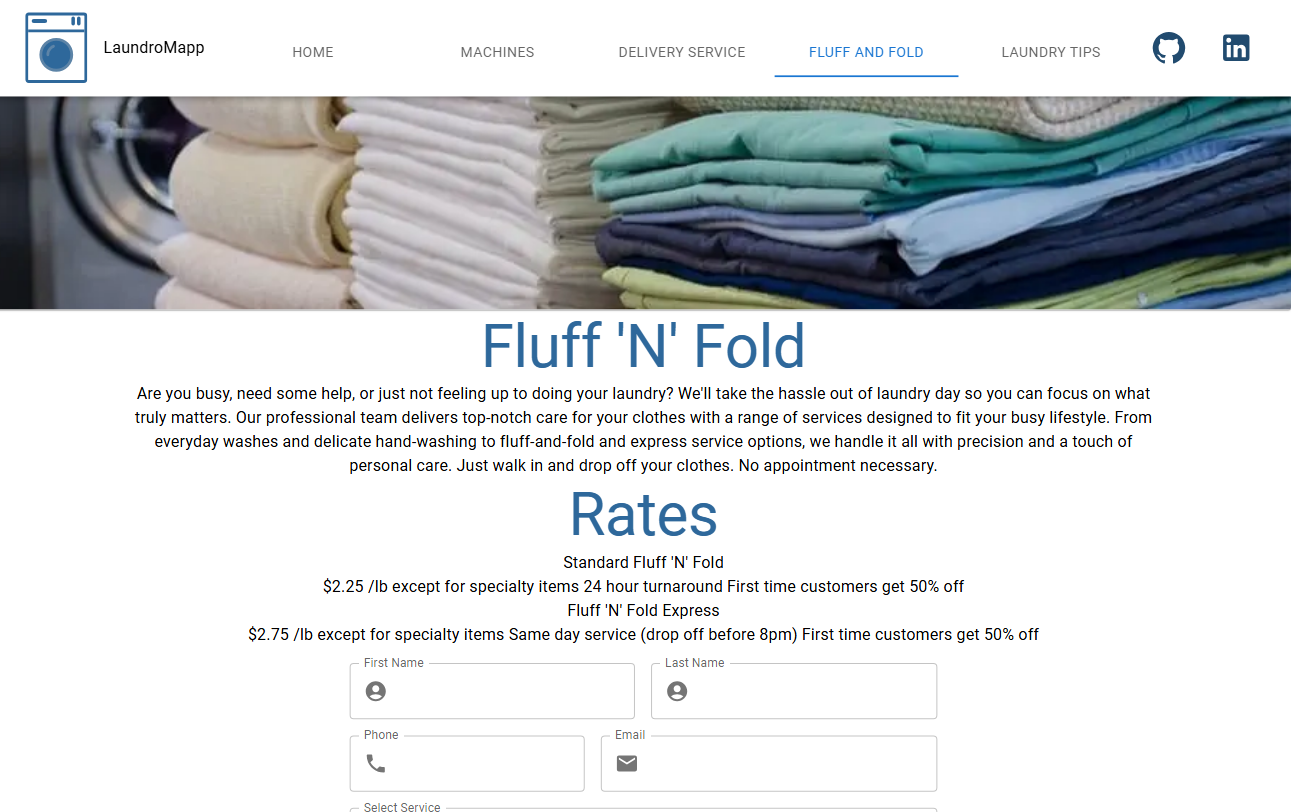 LaundroMapp
HOME
MACHINES
DELIVERY SERVICE
FLUFF AND FOLD
LAUNDRY TIPS
in
Fluff 'N' Fold
Are you busy, need some help, or just not feeling up to doing your laundry? We'll take the hassle out of laundry day so you can focus on what
truly matters. Our professional team delivers top-notch care for your clothes with a range of services designed to fit your busy lifestyle. From
everyday washes and delicate hand-washing to fluff-and-fold and express service options, we handle it all with precision and a touch of
personal care. Just walk in and drop off your clothes. No appointment necessary.
Rates
Standard Fluff 'N' Fold
$2.25 /lb except for specialty items 24 hour turnaround First time customers get 50% off
Fluff 'N' Fold Express
$2.75 /lb except for specialty items Same day service (drop off before 8pm) First time customers get 50% off
First Name
Last Name
Phone
Email
Select Service